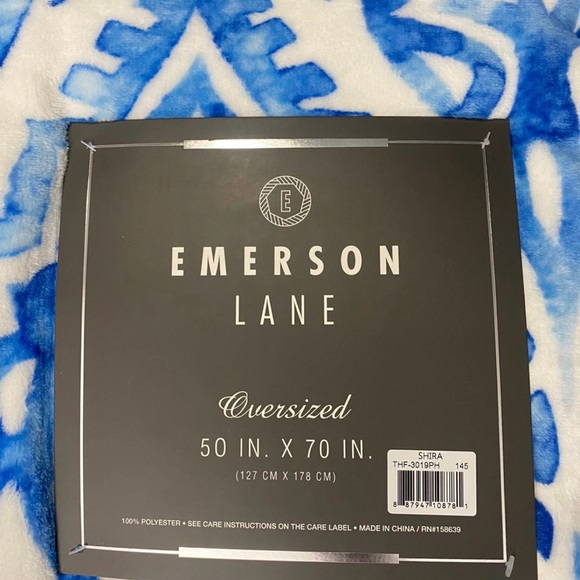 E
EMERSON
LANE
Oversized
50 IN. X 70 IN.
(127 CM X 178 CM)
SHIRA
THF-3019PH 145
8 87947 10878 1
100% POLYESTER • SEE CARE INSTRUCTIONS ON THE CARE LABEL • MADE IN CHINA / RN#158639